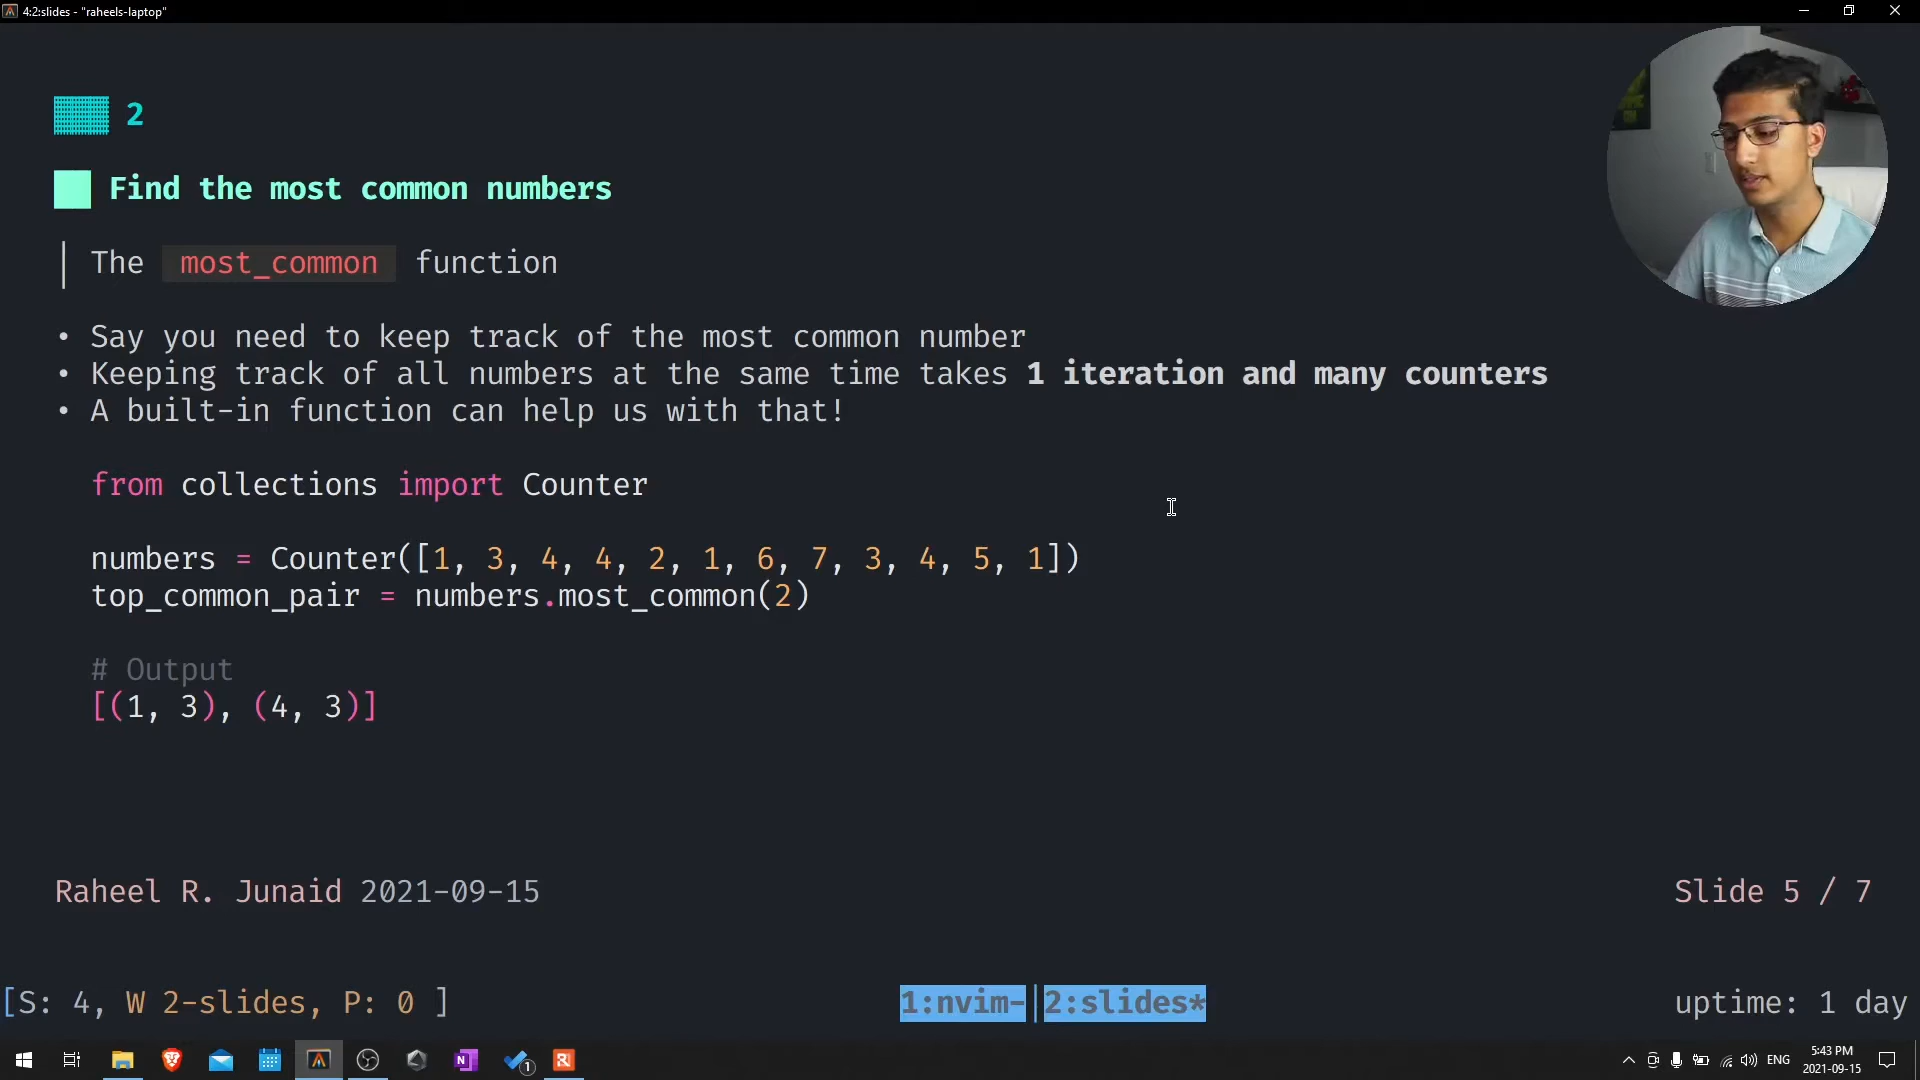 4:2:slides - "raheels-laptop"
2
Find the most common numbers
The most_common function
• Say you need to keep track of the most common number
• Keeping track of all numbers at the same time takes 1 iteration and many counters
• A built-in function can help us with that!
from collections import Counter
numbers = Counter([1, 3, 4, 4, 2, 1, 6, 7, 3, 4, 5, 1])
top_common_pair = numbers.most_common(2)
# Output
[(1, 3), (4, 3)]
Raheel R. Junaid 2021-09-15
Slide 5 / 7
[S: 4, W 2-slides, P: 0 ]
1:nvim-|2:slides*
uptime: 1 day
ENG
5:43 PM
2021-09-15